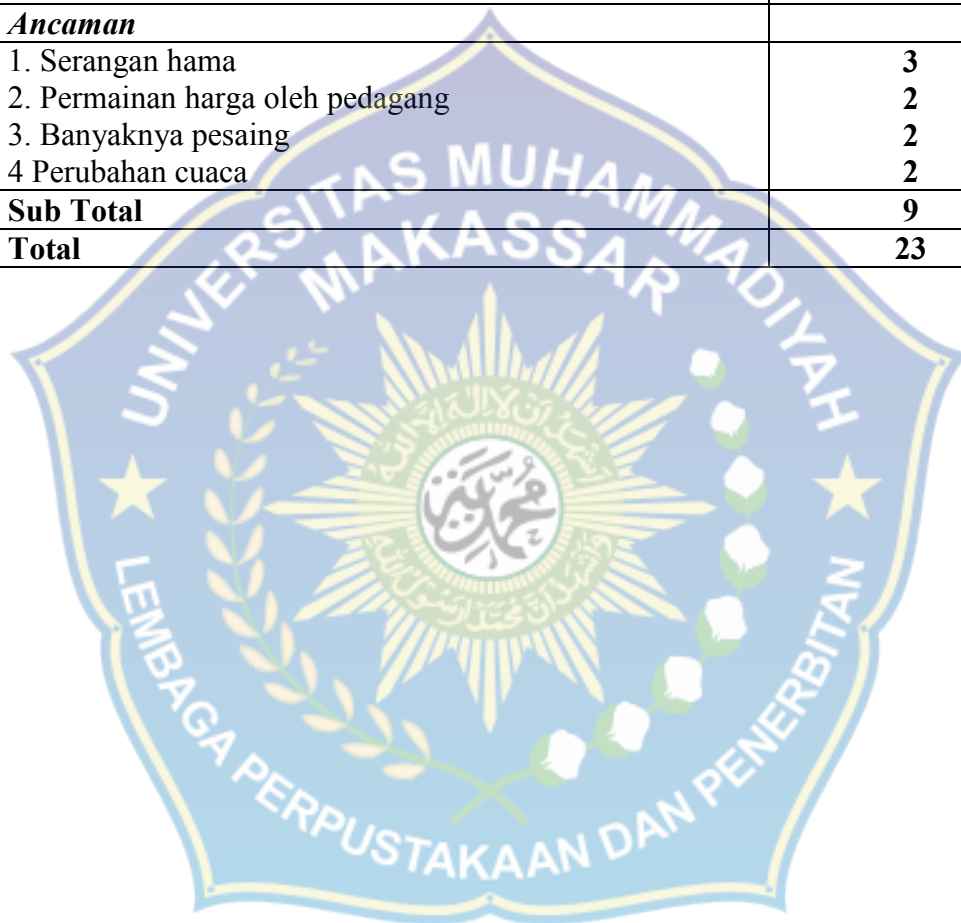 Ancaman
1. Serangan hama 3
2. Permainan harga oleh pedagang 2
3. Banyaknya pesaing 2
4 Perubahan cuaca 2
Sub Total 9
Total 23
UNIVERSITAS MUHAMMADIYAH
MAKASSAR
LEMBAGA PERPUSTAKAAN DAN PENERBITAN